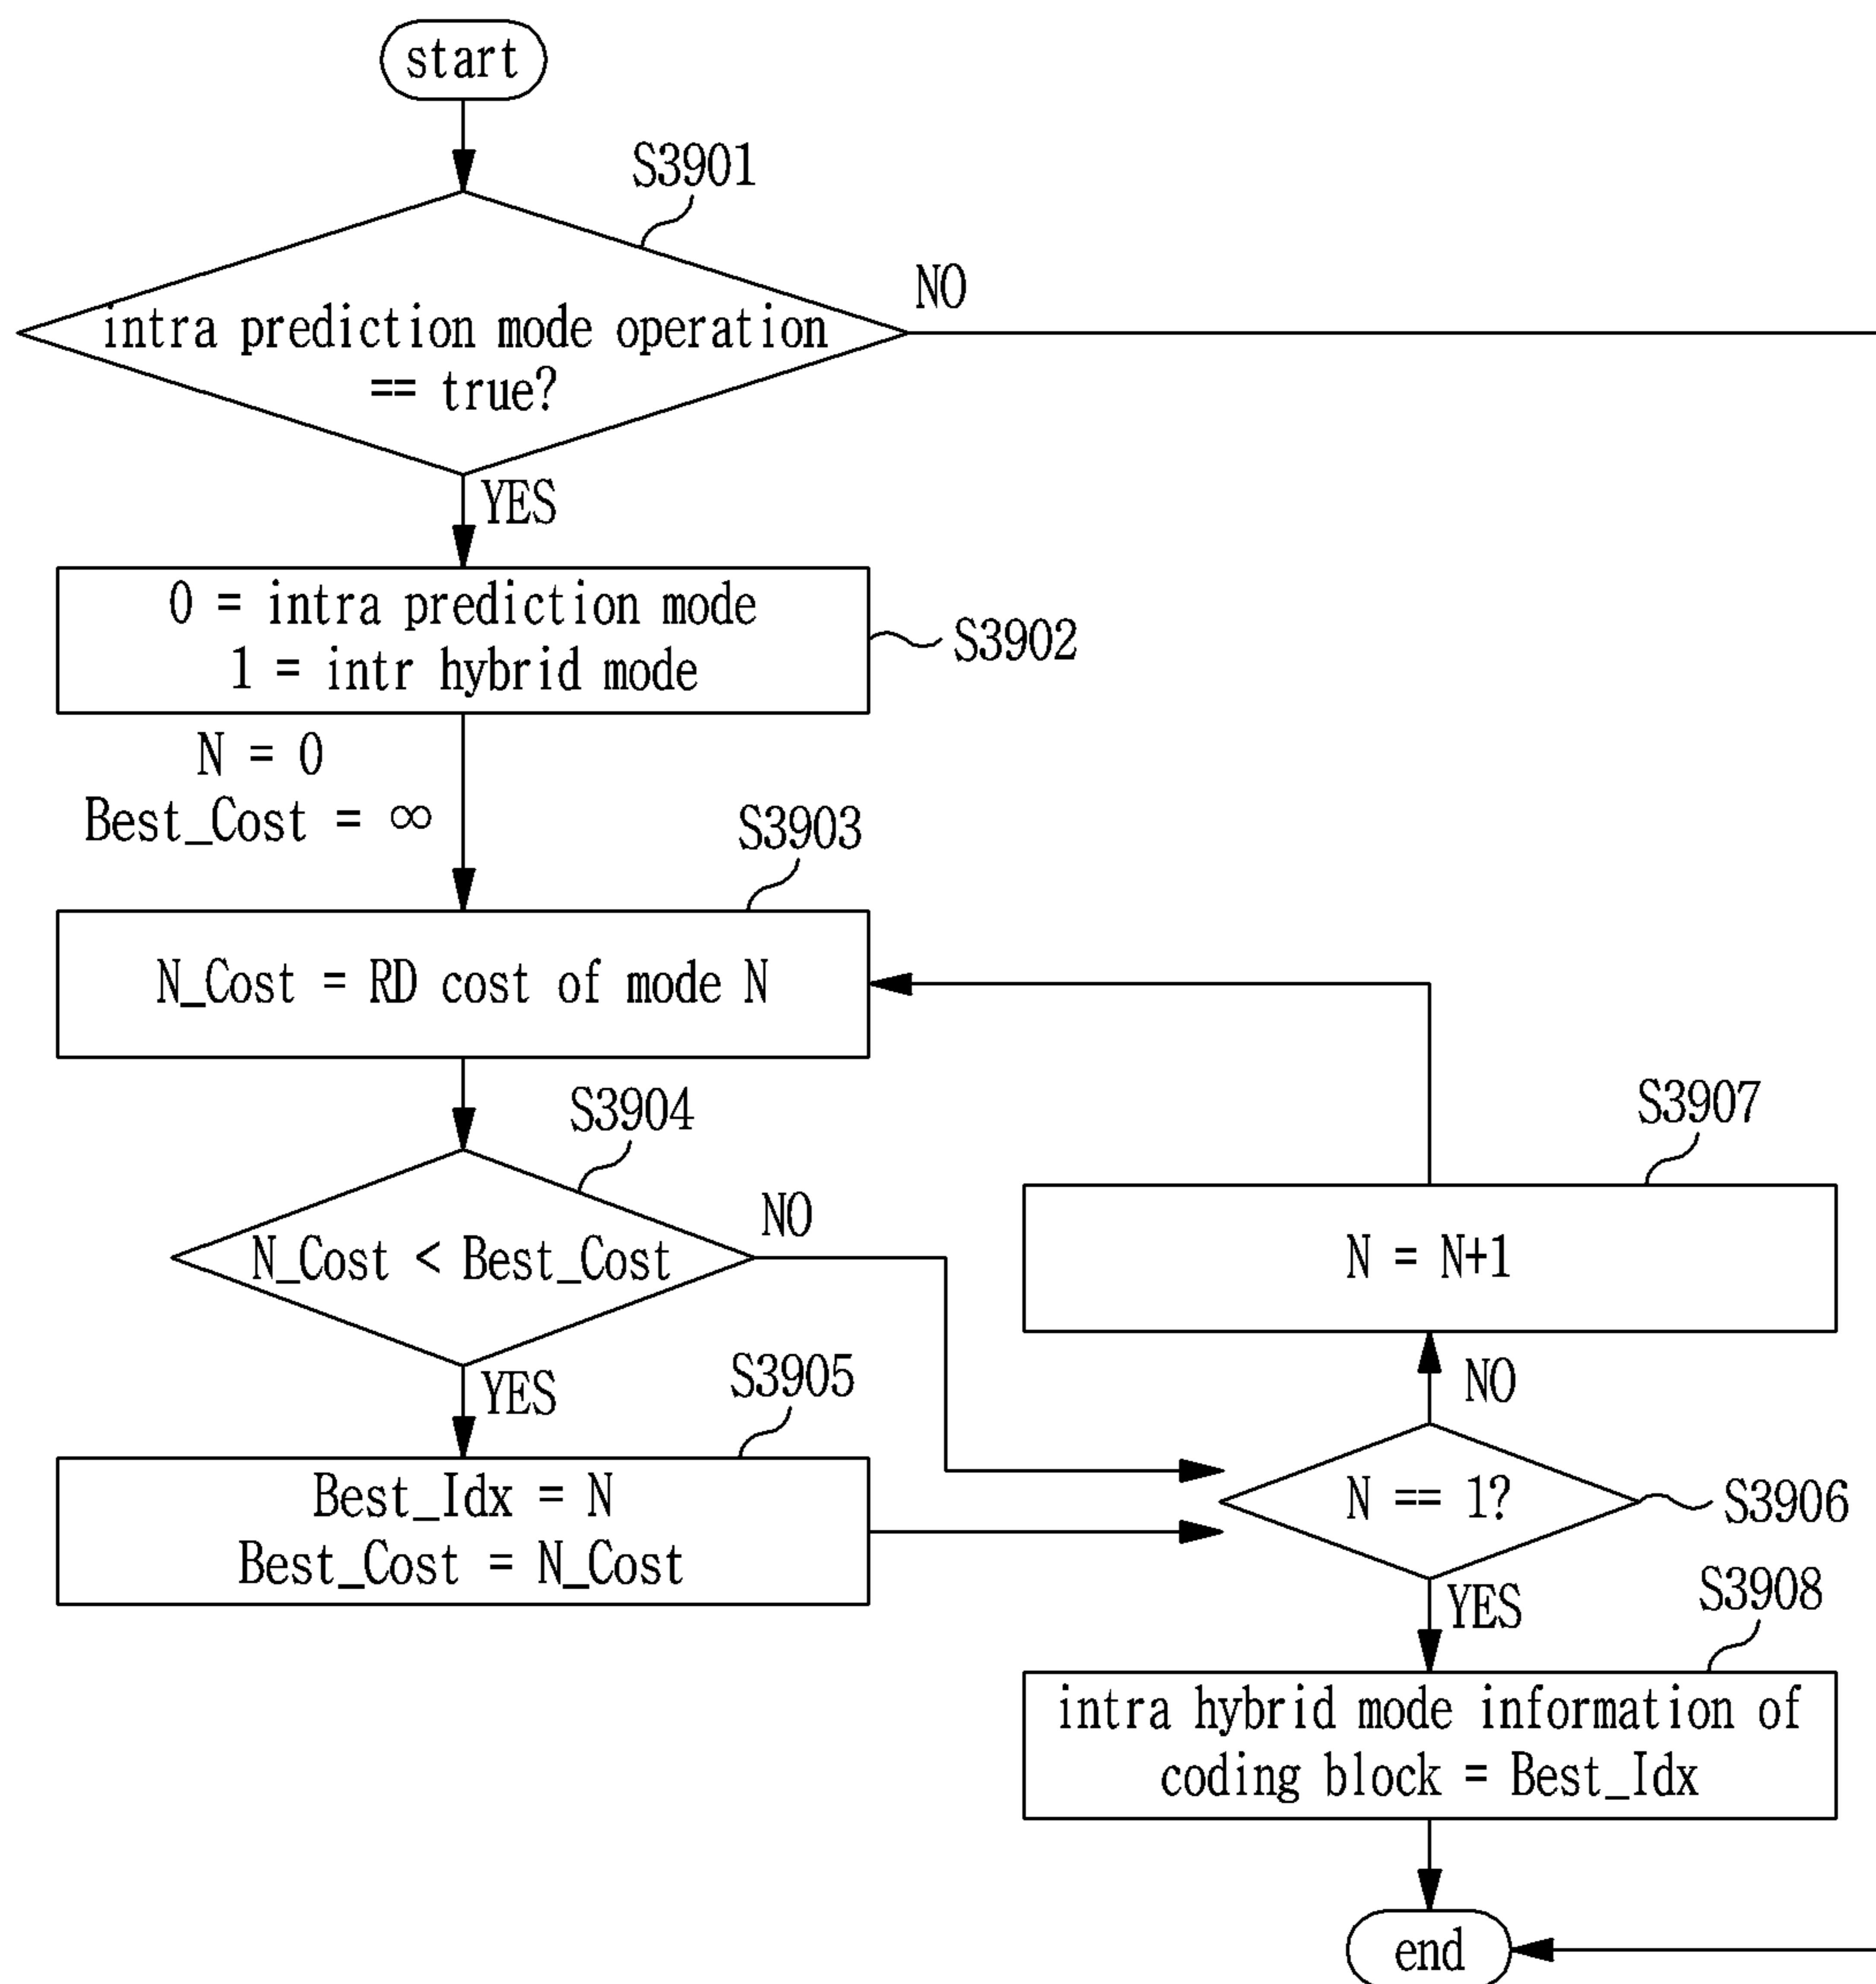 start
S3901
intra prediction mode operation
== true?
NO
YES
0 = intra prediction mode
1 = intr hybrid mode
S3902
N = 0
Best_Cost = ∞
S3903
N_Cost = RD cost of mode N
S3904
N_Cost < Best_Cost
NO
YES
S3905
Best_Idx = N
Best_Cost = N_Cost
S3907
N = N+1
NO
N == 1?
S3906
YES
S3908
intra hybrid mode information of
coding block = Best_Idx
end